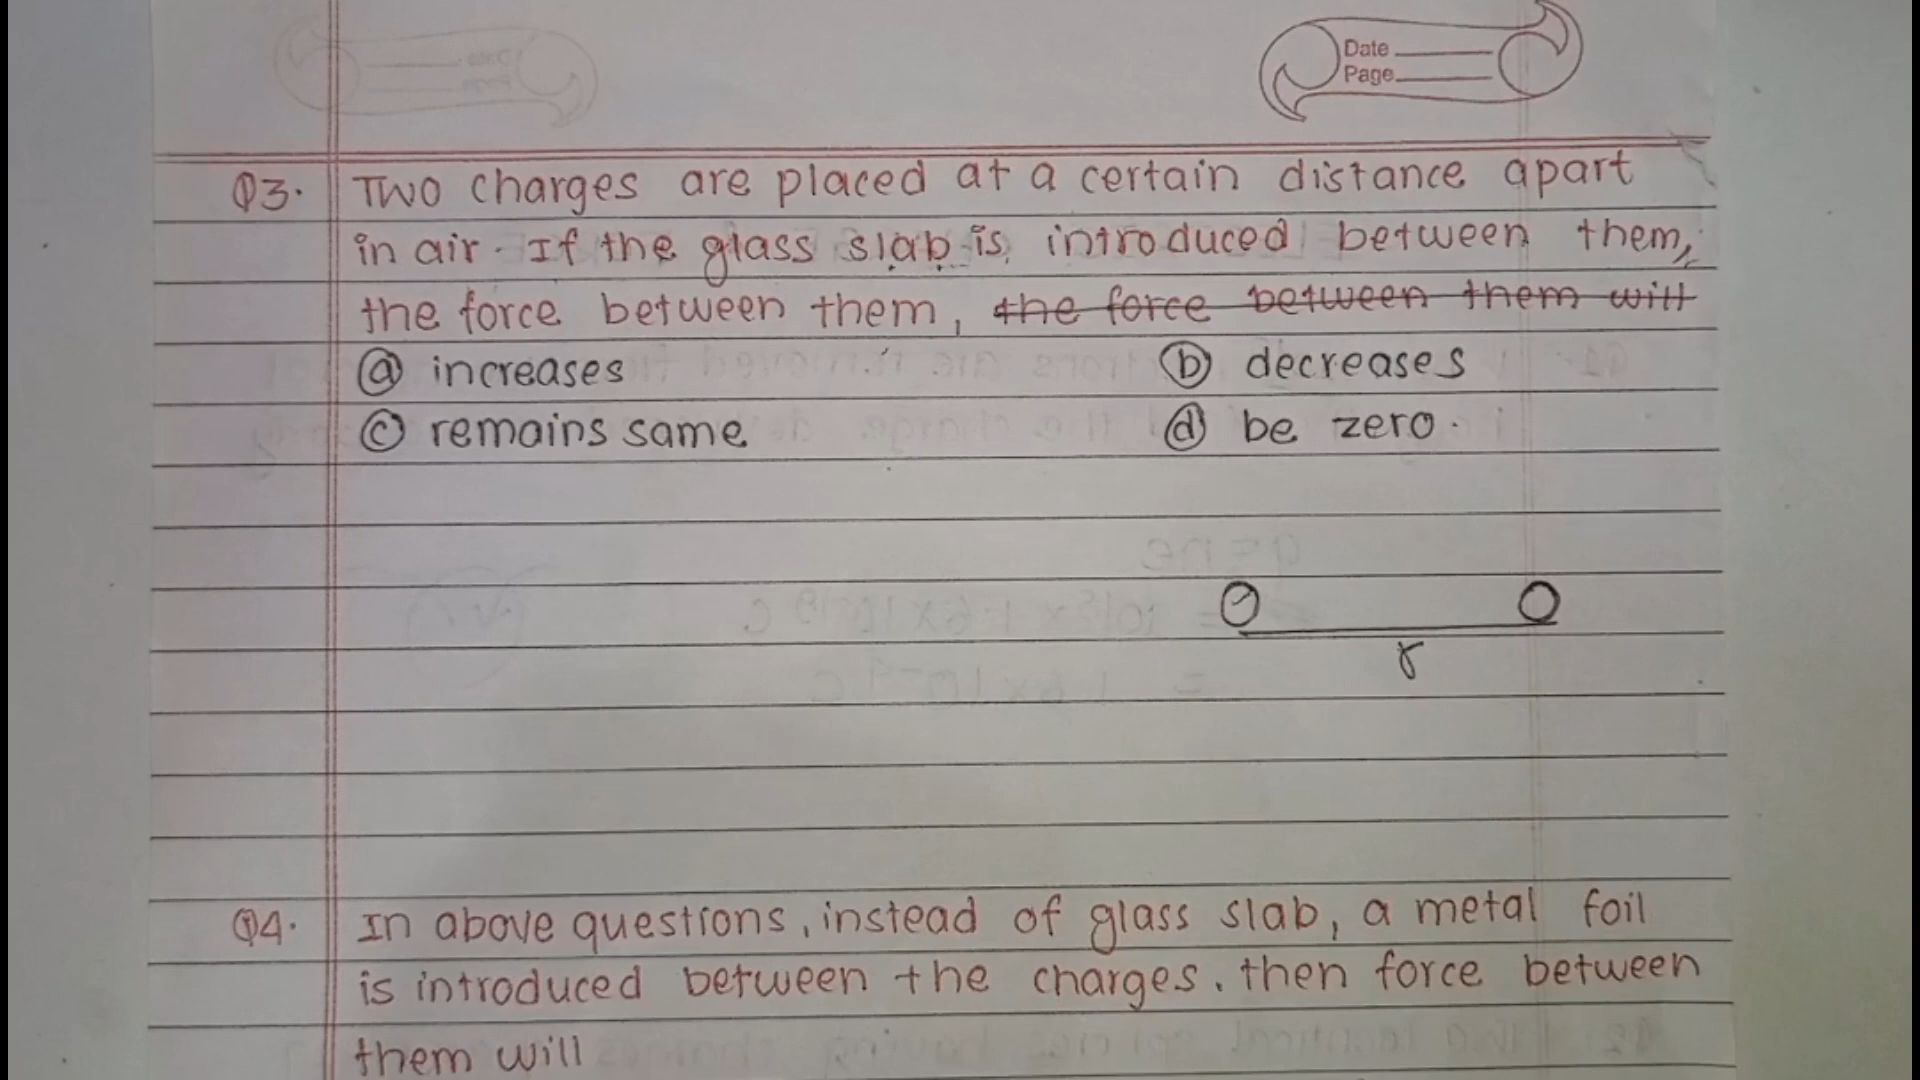 Date
Page
Q3. Two charges are placed at a certain distance apart
in air. If the glass slab is introduced between them,
the force between them, the force between them will
ⓐ increases ⓑ decreases
ⓒ remains same ⓓ be zero.
r
Q4. In above questions, instead of glass slab, a metal foil
is introduced between the charges. then force between
them will